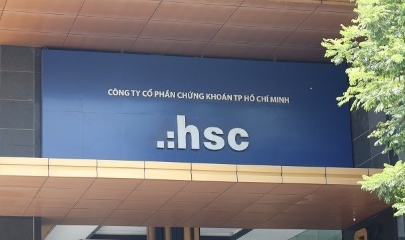 CÔNG TY CỔ PHẦN CHỨNG KHOÁN TP HỒ CHÍ MINH
.:hsc